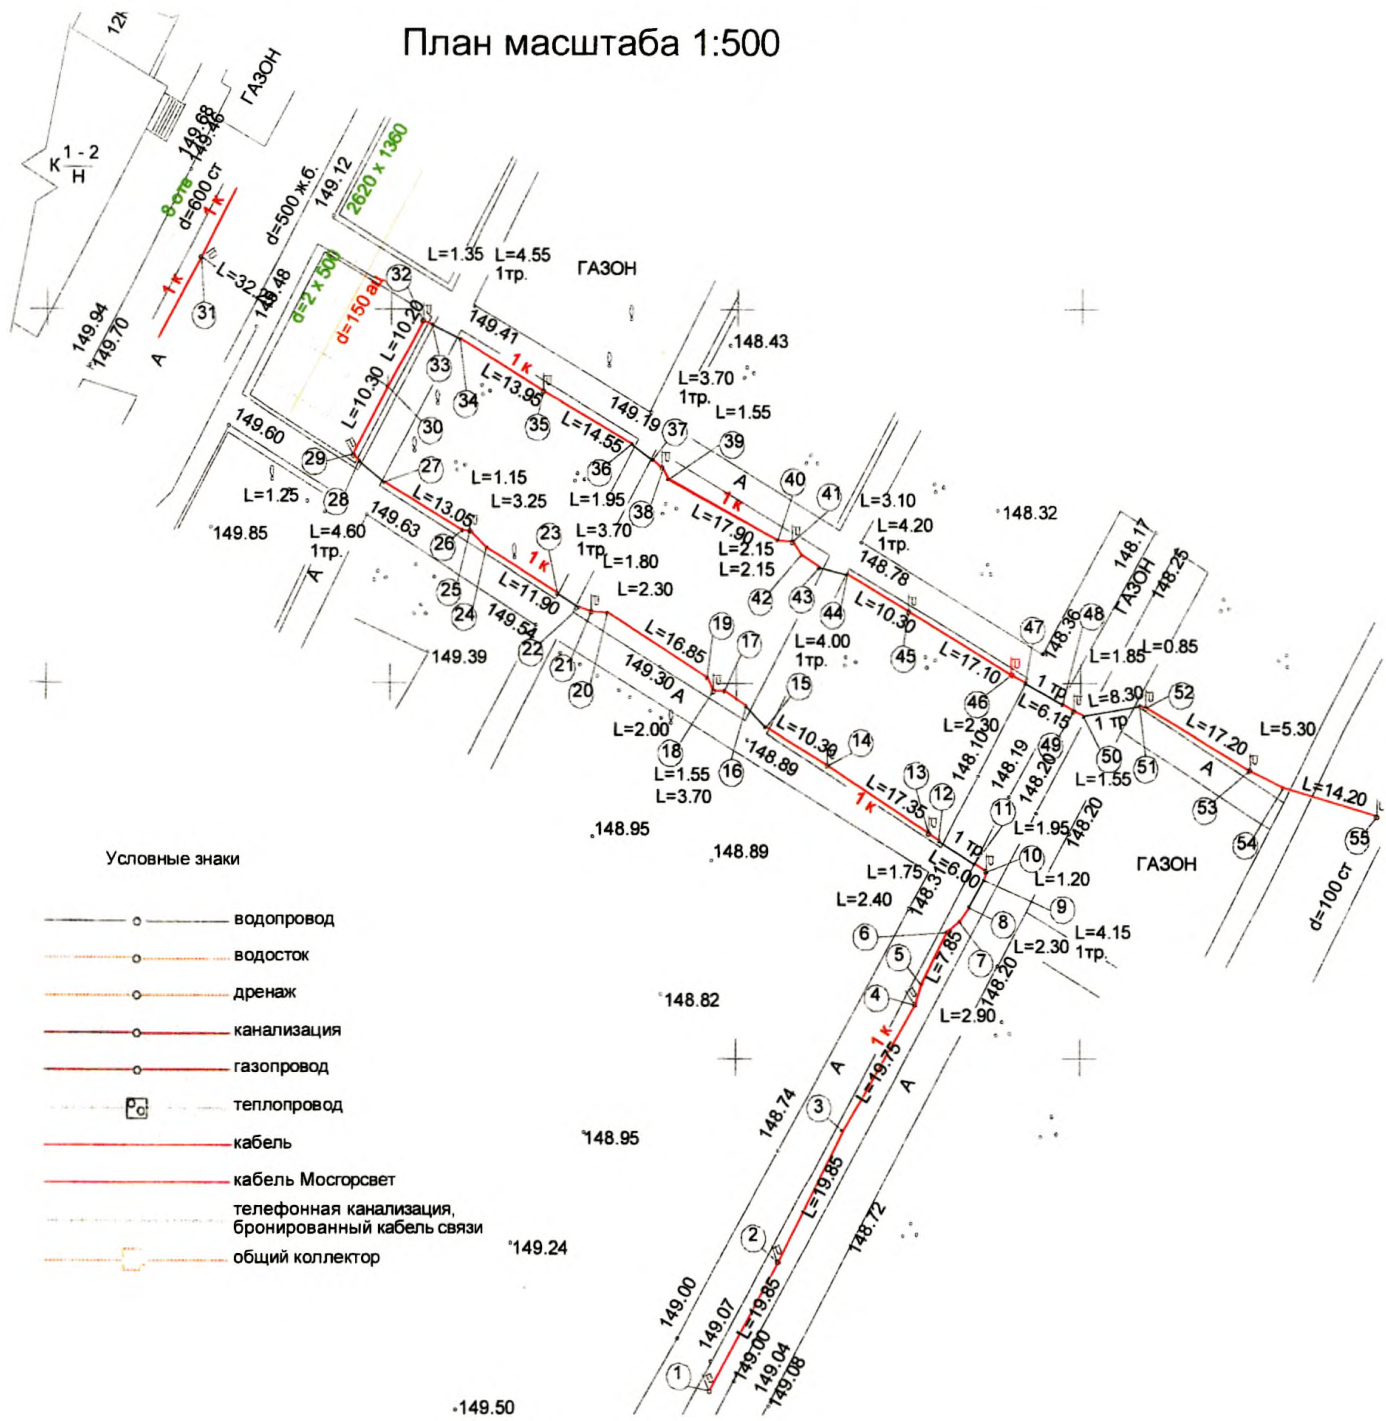 План масштаба 1:500
ГАЗОН
К 1 - 2
Н
149.68
149.46
8 отв
d=600 ст
1 к
1 к
L=32.2
31
А
149.94
149.70
d=500 ж.б.
149.12
2620 x 1360
d=2 x 500
d=150 ац
L=1.35
L=4.55
1тр.
ГАЗОН
32
L=10.20
L=10.30
33
34
30
149.41
1 к
L=13.95
35
L=14.55
149.19
148.43
L=3.70
1тр.
L=1.55
149.60
29
28
27
L=1.25
L=4.60
1тр.
149.85
L=13.05
149.63
L=1.15
L=3.25
36
37
38
39
А
40
41
1 к
L=17.90
L=1.95
L=3.70
1тр.
L=1.80
L=2.30
L=3.10
L=4.20
1тр.
148.32
L=2.15
L=2.15
42
43
44
148.78
L=10.30
45
148.17
ГАЗОН
148.25
148.36
26
25
24
23
1 к
L=11.90
149.54
А
149.39
22
21
20
L=16.85
149.30
А
19
17
18
16
15
L=2.00
L=1.55
L=3.70
L=4.00
1тр.
L=17.10
46
47
48
L=1.85
L=0.85
1 тр
L=6.15
L=8.30
1 тр
L=2.30
49
50
51
52
L=1.55
L=17.20
L=5.30
А
53
54
L=14.20
55
d=100 ст
L=10.30
14
148.89
13
12
L=17.35
1 к
148.10
148.19
148.20
148.20
11
L=1.95
10
L=1.20
9
1 тр
L=6.00
L=1.75
L=2.40
148.31
ГАЗОН
148.95
148.89
8
7
6
5
4
L=7.85
L=2.30
L=4.15
1тр.
148.20
L=2.90
148.82
1 к
L=19.75
А
А
3
148.74
148.95
L=19.85
148.72
2
149.24
L=19.85
149.00
149.07
149.00
149.04
149.08
1
149.50
Условные знаки
водопровод
водосток
дренаж
канализация
газопровод
теплопровод
кабель
кабель Мосгорсвет
телефонная канализация,
бронированный кабель связи
общий коллектор